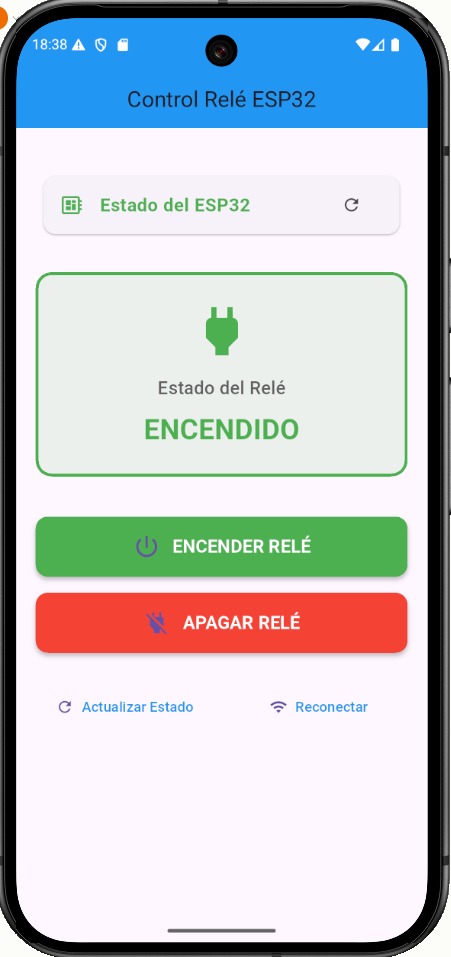 18:38
Control Relé ESP32
Estado del ESP32
Estado del Relé
ENCENDIDO
ENCENDER RELÉ
APAGAR RELÉ
Actualizar Estado
Reconectar